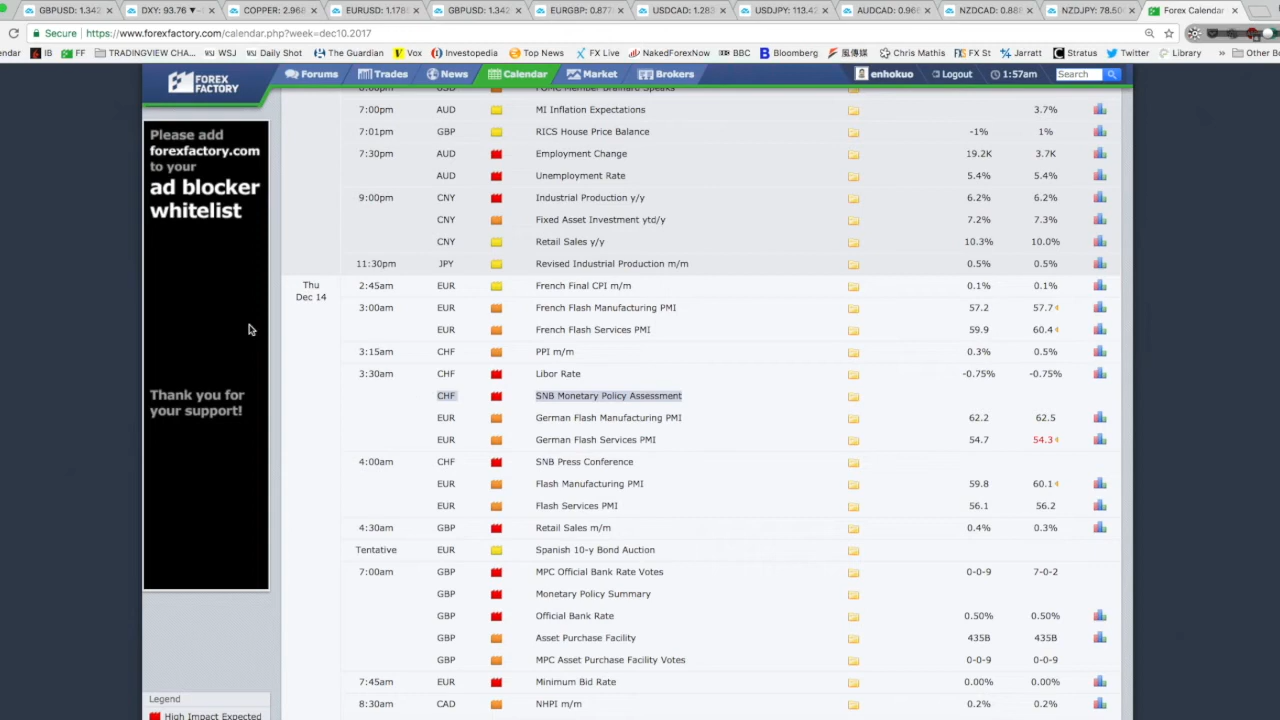 DXY: 93.76
COPPER: 2.968
EURUSD: 1.178
GBPUSD: 1.342
EURGBP: 0.877
USDCAD: 1.283
USDJPY: 113.42
AUDCAD: 0.966
NZDCAD: 0.888
NZDJPY: 78.50
Forex Calendar
Secure https://www.forexfactory.com/calendar.php?week=dec10.2017
IB FF TRADINGVIEW CHA... WSJ Daily Shot The Guardian Vox Investopedia Top News FX Live NakedForexNow BBC Bloomberg 風傳媒 Chris Mathis FX St Jarratt Stratus Twitter Library Other Bo
FOREX FACTORY
Forums Trades News Calendar Market Brokers enhokuo Logout 1:57am Search
Please add
forexfactory.com
to your
ad blocker
whitelist
Thank you for
your support!
Legend
High Impact Expected
7:00pm AUD MI Inflation Expectations 3.7%
7:01pm GBP RICS House Price Balance -1% 1%
7:30pm AUD Employment Change 19.2K 3.7K
AUD Unemployment Rate 5.4% 5.4%
9:00pm CNY Industrial Production y/y 6.2% 6.2%
CNY Fixed Asset Investment ytd/y 7.2% 7.3%
CNY Retail Sales y/y 10.3% 10.0%
11:30pm JPY Revised Industrial Production m/m 0.5% 0.5%
Thu
Dec 14
2:45am EUR French Final CPI m/m 0.1% 0.1%
3:00am EUR French Flash Manufacturing PMI 57.2 57.7
EUR French Flash Services PMI 59.9 60.4
3:15am CHF PPI m/m 0.3% 0.5%
3:30am CHF Libor Rate -0.75% -0.75%
CHF SNB Monetary Policy Assessment
EUR German Flash Manufacturing PMI 62.2 62.5
EUR German Flash Services PMI 54.7 54.3
4:00am CHF SNB Press Conference
EUR Flash Manufacturing PMI 59.8 60.1
EUR Flash Services PMI 56.1 56.2
4:30am GBP Retail Sales m/m 0.4% 0.3%
Tentative EUR Spanish 10-y Bond Auction
7:00am GBP MPC Official Bank Rate Votes 0-0-9 7-0-2
GBP Monetary Policy Summary
GBP Official Bank Rate 0.50% 0.50%
GBP Asset Purchase Facility 435B 435B
GBP MPC Asset Purchase Facility Votes 0-0-9 0-0-9
7:45am EUR Minimum Bid Rate 0.00% 0.00%
8:30am CAD NHPI m/m 0.2% 0.2%